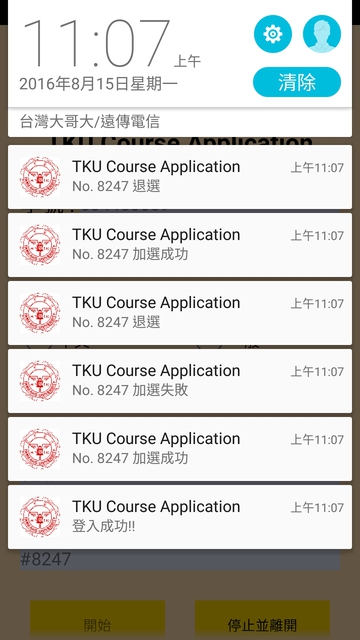 11:07 上午
2016年8月15日星期一
清除
台灣大哥大/遠傳電信
TKU Course Application
TKU Course Application 上午11:07
No. 8247 退選
TKU Course Application 上午11:07
No. 8247 加選成功
TKU Course Application 上午11:07
No. 8247 退選
TKU Course Application 上午11:07
No. 8247 加選失敗
TKU Course Application 上午11:07
No. 8247 加選成功
TKU Course Application 上午11:07
登入成功!!
#8247
開始 停止並離開